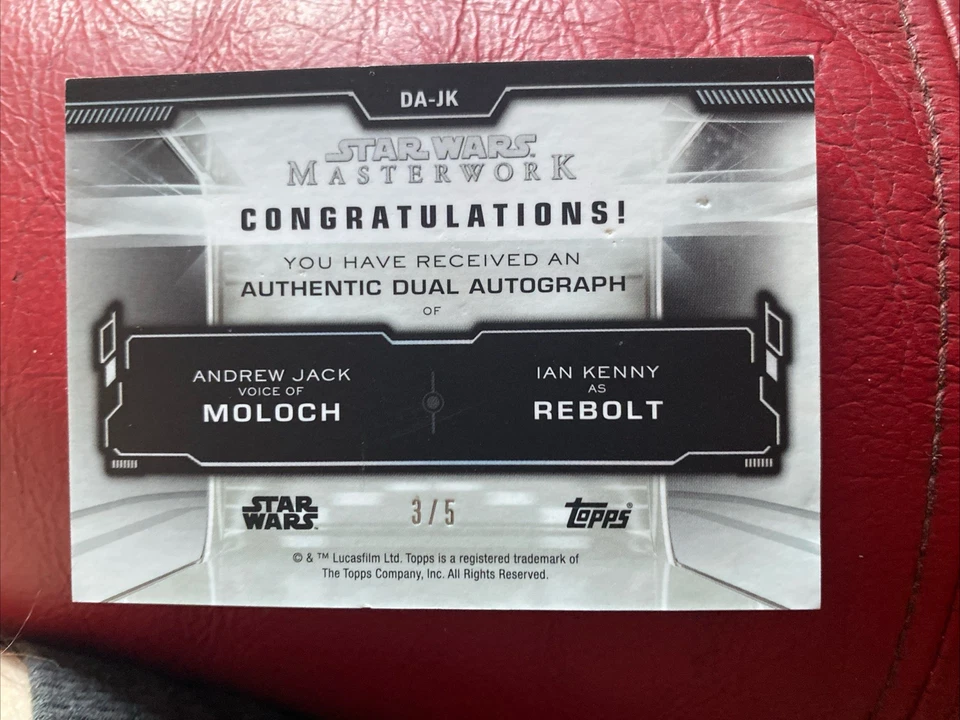 DA-JK
STAR WARS
MASTERWORK
CONGRATULATIONS!
YOU HAVE RECEIVED AN
AUTHENTIC DUAL AUTOGRAPH
OF
ANDREW JACK
VOICE OF
MOLOCH
IAN KENNY
AS
REBOLT
STAR WARS
3/5
TOPPS®
© & ™ Lucasfilm Ltd. Topps is a registered trademark of
The Topps Company, Inc. All Rights Reserved.